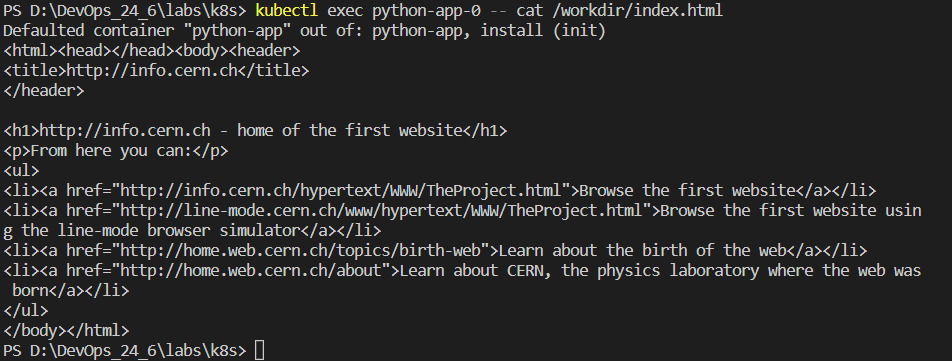 PS D:\DevOps_24_6\labs\k8s> kubectl exec python-app-0 -- cat /workdir/index.html
Defaulted container "python-app" out of: python-app, install (init)
<html><head></head><body><header>
<title>http://info.cern.ch</title>
</header>

<h1>http://info.cern.ch - home of the first website</h1>
<p>From here you can:</p>
<ul>
<li><a href="http://info.cern.ch/hypertext/WWW/TheProject.html">Browse the first website</a></li>
<li><a href="http://line-mode.cern.ch/www/hypertext/WWW/TheProject.html">Browse the first website usin
g the line-mode browser simulator</a></li>
<li><a href="http://home.web.cern.ch/topics/birth-web">Learn about the birth of the web</a></li>
<li><a href="http://home.web.cern.ch/about">Learn about CERN, the physics laboratory where the web was
 born</a></li>
</ul>
</body></html>
PS D:\DevOps_24_6\labs\k8s>